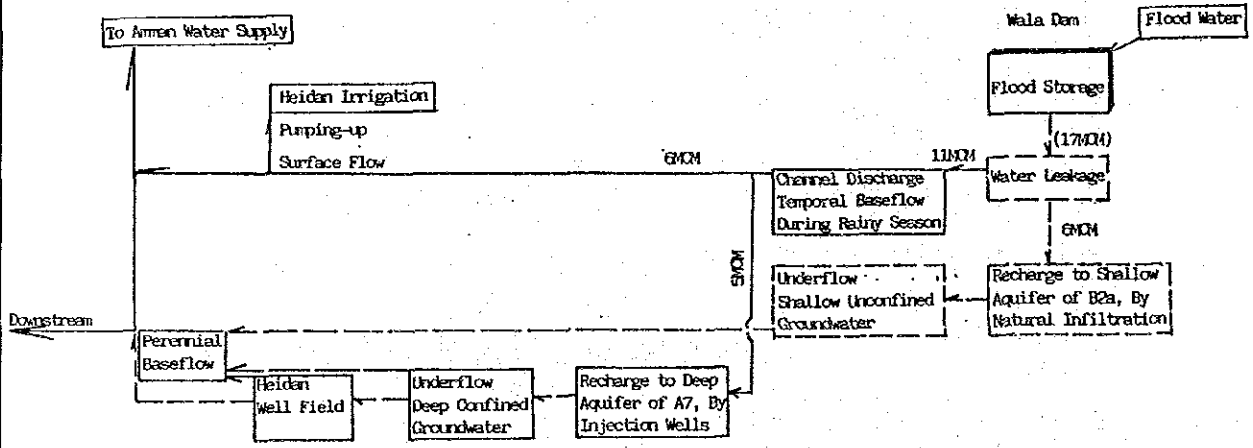 Wala Dam
Flood Water
To Amman Water Supply
Flood Storage
Heidan Irrigation
Pumping-up
Surface Flow
(17MCM)
6MCM
11MCM
Water Leakage
Channel Discharge
Temporal Baseflow
During Rainy Season
6MCM
5MCM
Underflow
Shallow Unconfined
Groundwater
Recharge to Shallow
Aquifer of B2a, By
Natural Infiltration
Downstream
Perennial
Baseflow
Heidan
Well Field
Underflow
Deep Confined
Groundwater
Recharge to Deep
Aquifer of A7, By
Injection Wells